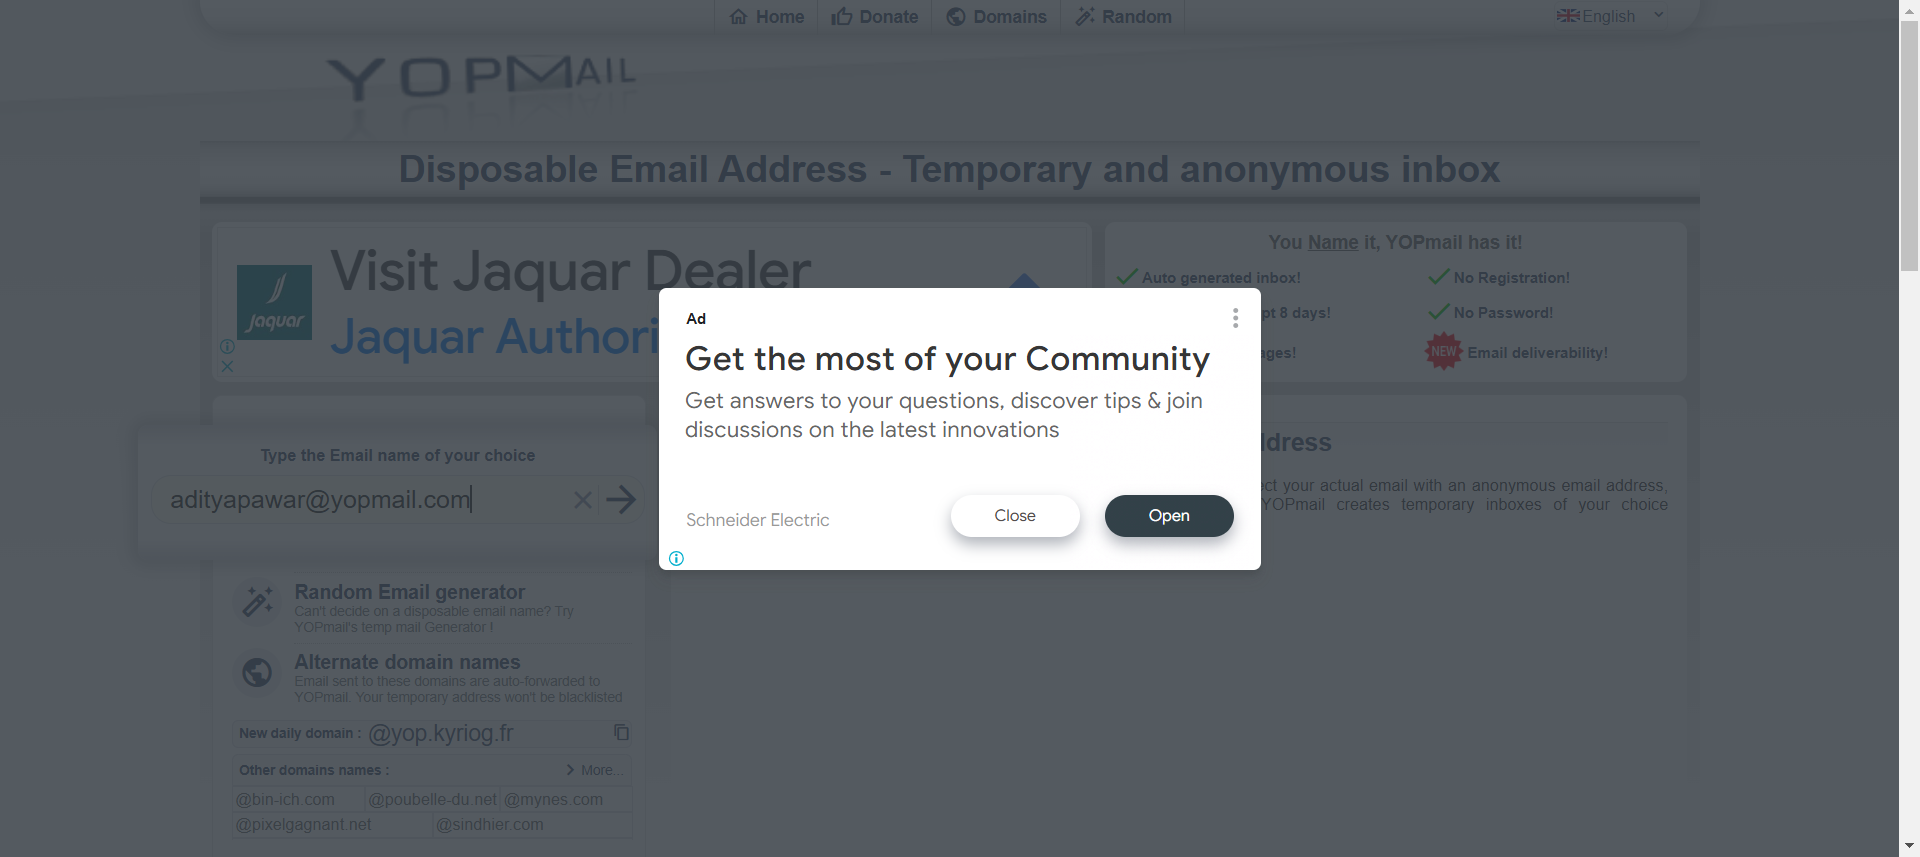 Home
Donate
Domains
Random
English
YOPMAIL
Disposable Email Address - Temporary and anonymous inbox
Visit Jaquar Dealer
Jaquar Authori
Jaquar
You Name it, YOPmail has it!
Auto generated inbox!
No Registration!
pt 8 days!
No Password!
ges!
NEW
Email deliverability!
Ad
Get the most of your Community
Get answers to your questions, discover tips & join
discussions on the latest innovations
Schneider Electric
Close
Open
Type the Email name of your choice
adityapawar@yopmail.com
Random Email generator
Can't decide on a disposable email name? Try
YOPmail's temp mail Generator !
Alternate domain names
Email sent to these domains are auto-forwarded to
YOPmail. Your temporary address won't be blacklisted
New daily domain : @yop.kyriog.fr
Other domains names :
More...
@bin-ich.com
@poubelle-du.net
@mynes.com
@pixelgagnant.net
@sindhier.com
ddress
ct your actual email with an anonymous email address,
YOPmail creates temporary inboxes of your choice